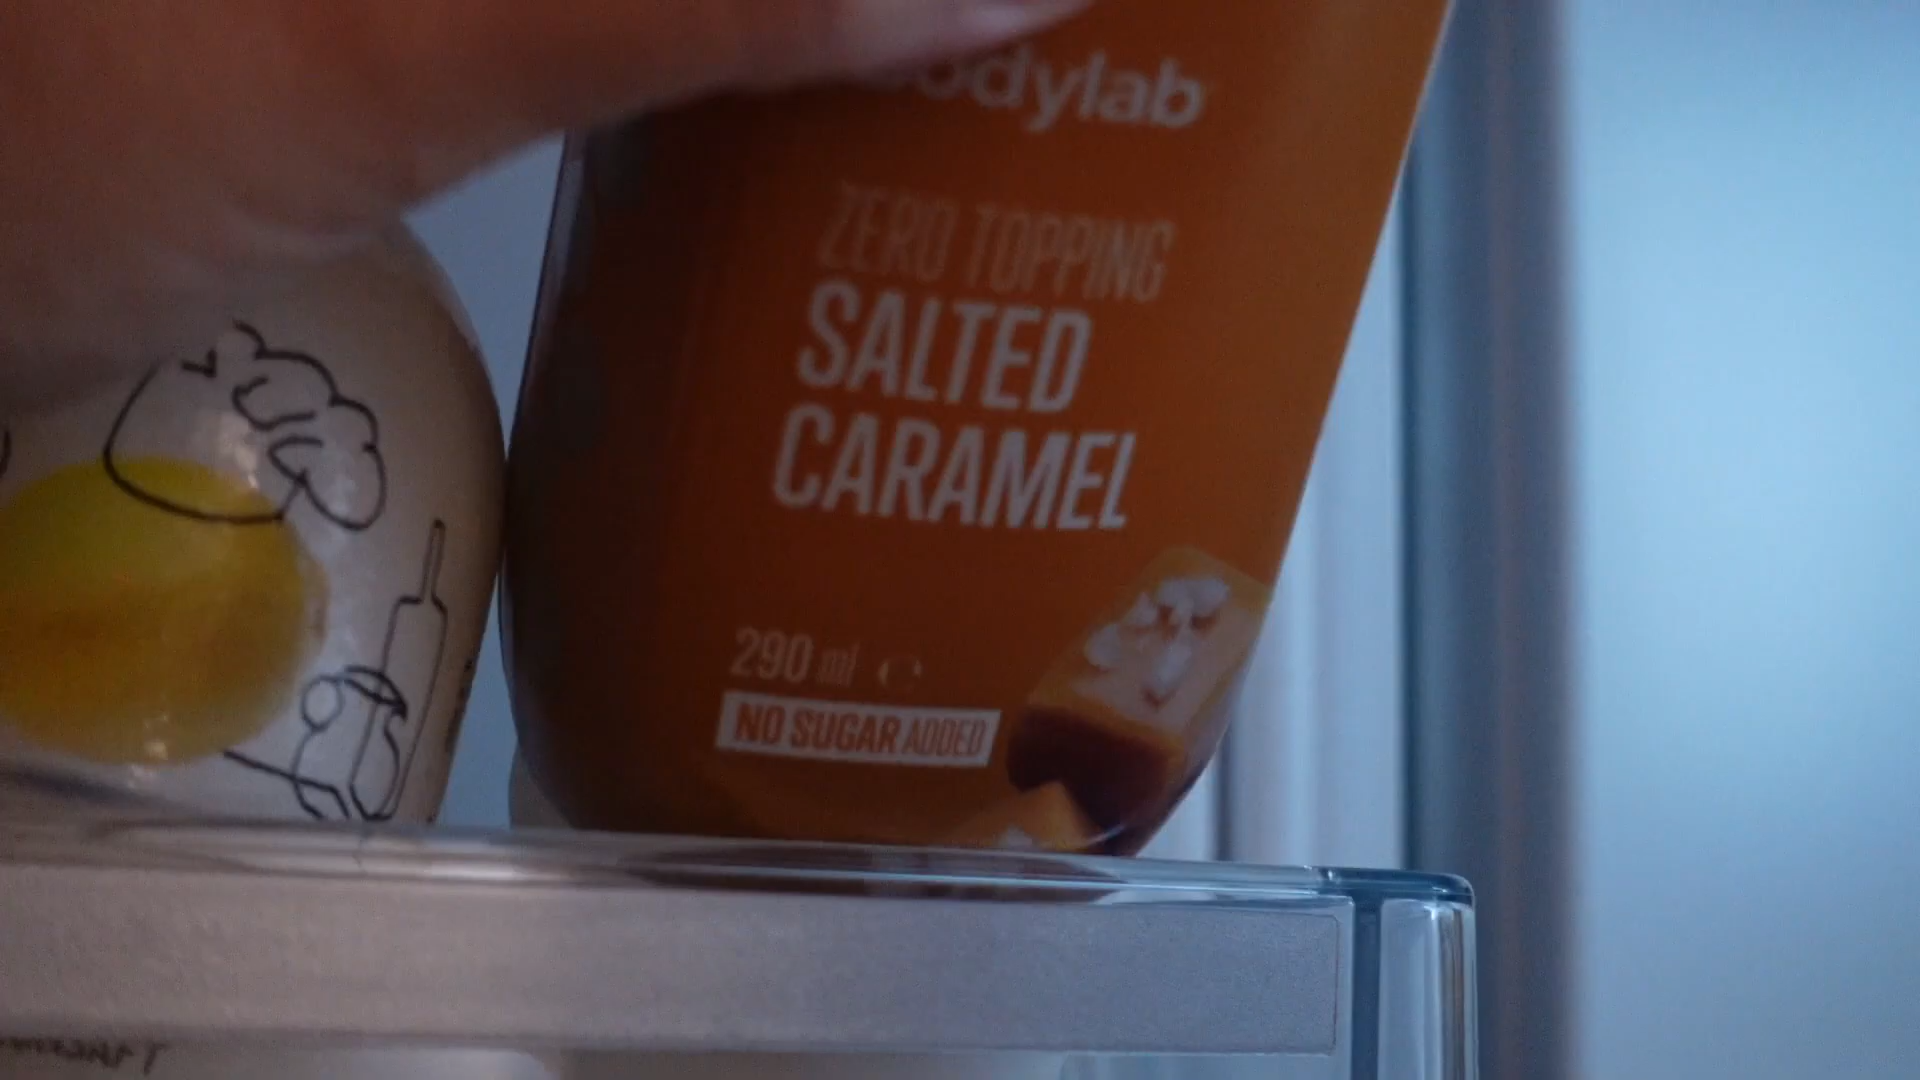 odylab
ZERO TOPPING
SALTED
CARAMEL
290 ml
NO SUGAR ADDED